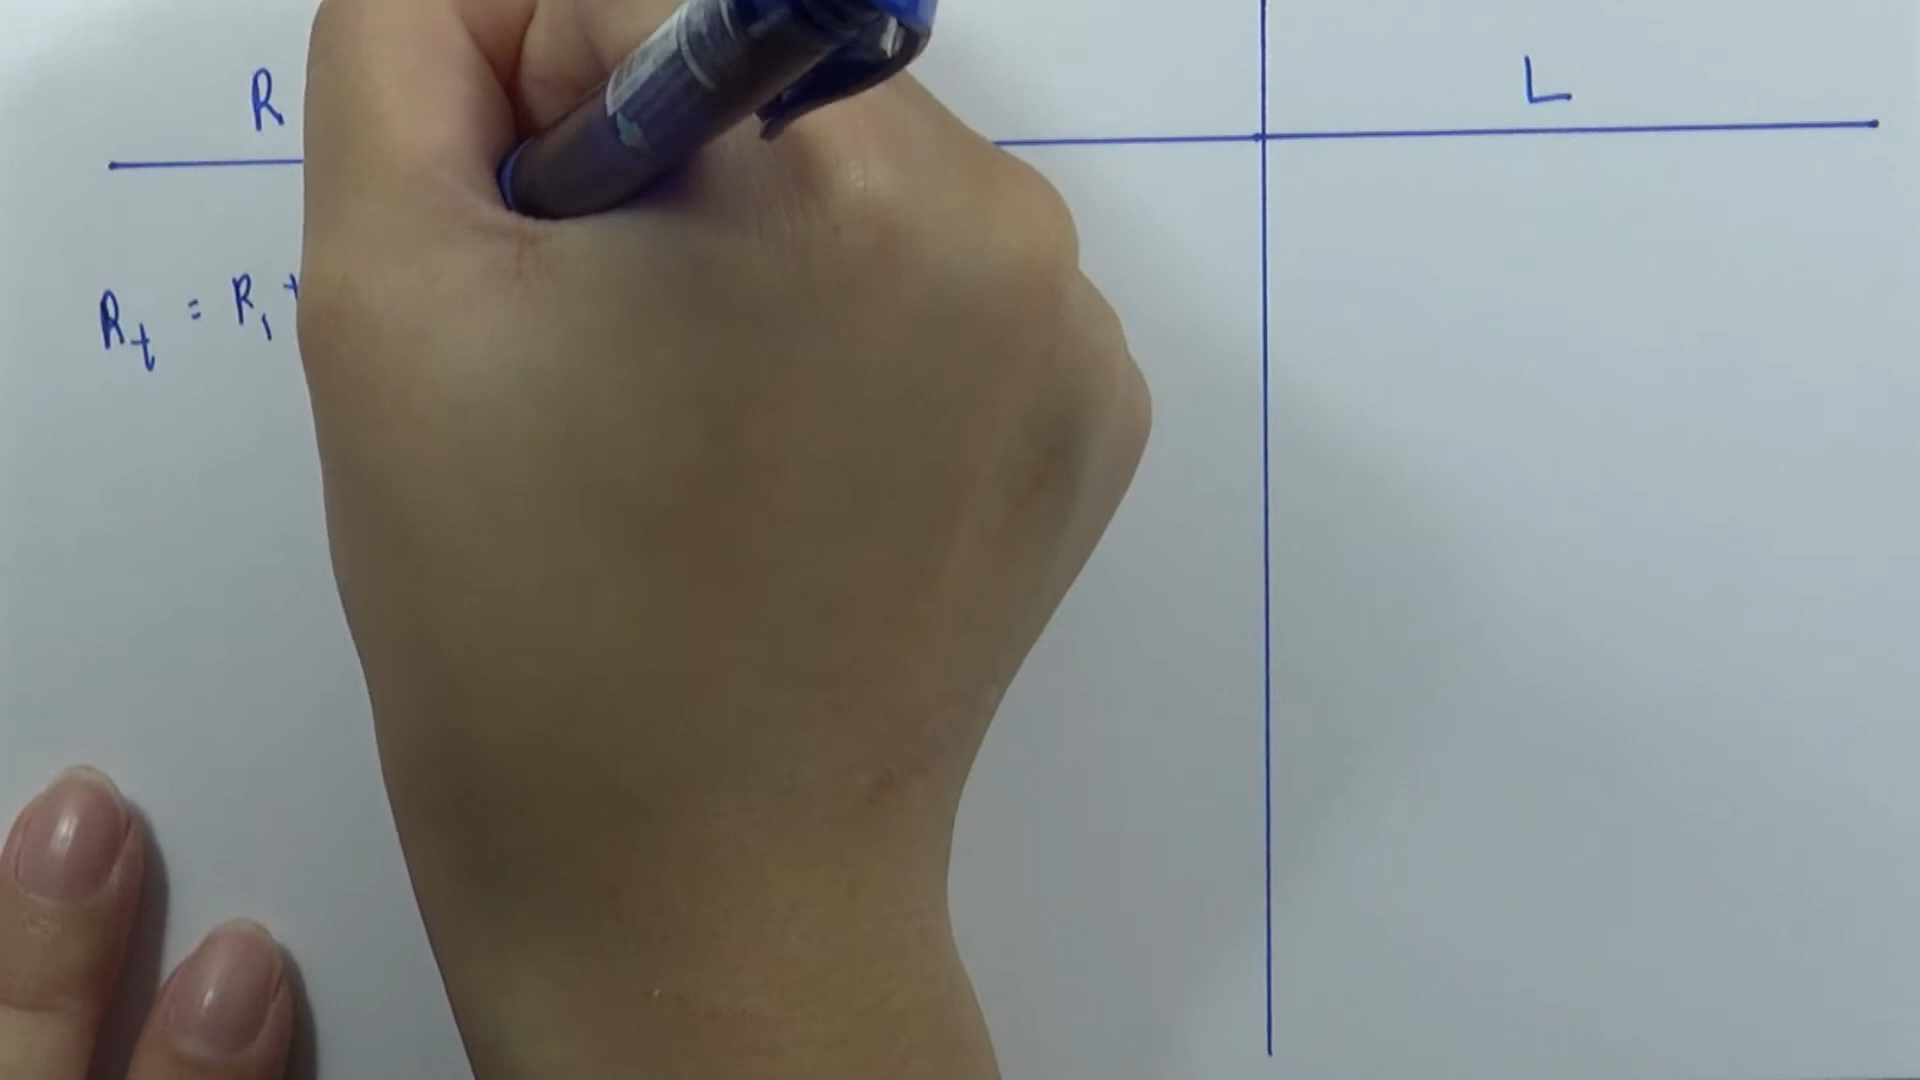 R L
R_t = R_1 +